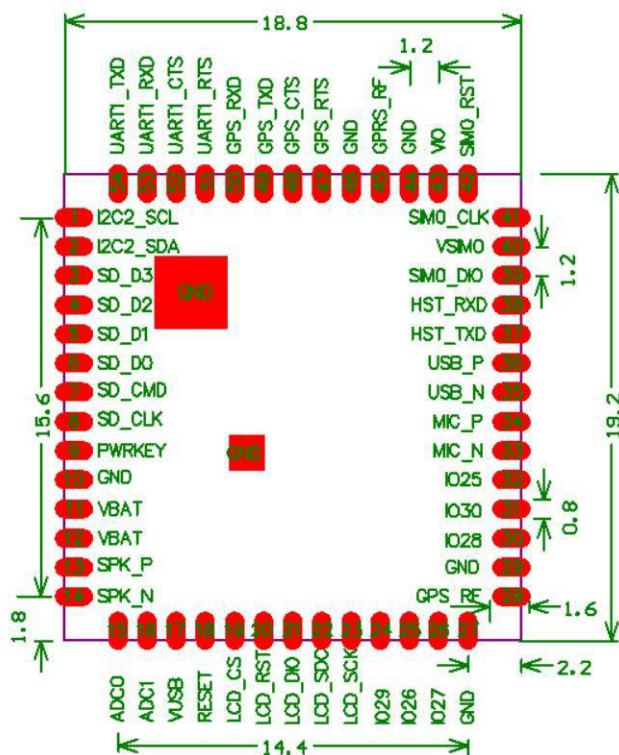 18.8
1.2
UART1_TXD
UART1_RXD
UART1_CTS
UART1_RTS
GPS_RXD
GPS_TXD
GPS_CTS
GPS_RTS
GND
GPRS_RF
GND
VIO
SIM0_RST
54 53 52 51 50 49 48 47 46 45 44 43 42
1 I2C2_SCL SIM0_CLK 41
2 I2C2_SDA VSIM0 40
3 SD_D3 SIM0_DIO 39
1.2
GND
4 SD_D2 HST_RXD 38
5 SD_D1 HST_TXD 37
6 SD_D0 USB_P 36
7 SD_CMD USB_N 35
15.6
19.2
8 SD_CLK MIC_P 34
9 PWRKEY GND MIC_N 33
10 GND IO25 32
11 VBAT IO30 31
0.8
12 VBAT IO28 30
13 SPK_P GND 29
14 SPK_N GPS_RF 28
1.6
1.8
15 16 17 18 19 20 21 22 23 24 25 26 27
2.2
ADC0
ADC1
VUSB
RESET
LCD_CS
LCD_RST
LCD_DIO
LCD_SDC
LCD_SCK
IO29
IO26
IO27
GND
14.4